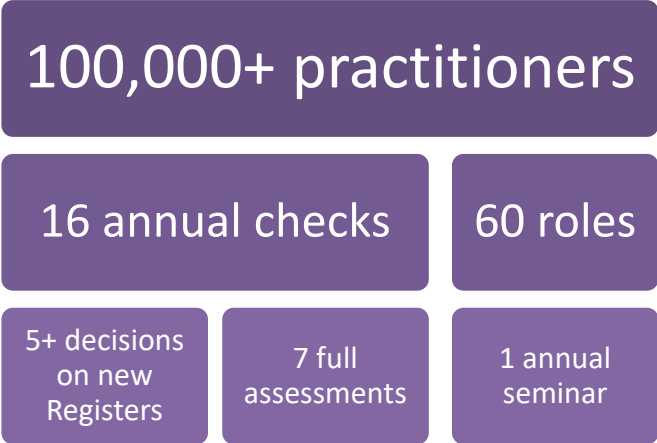 100,000+ practitioners
16 annual checks
60 roles
5+ decisions
on new
Registers
7 full
assessments
1 annual
seminar